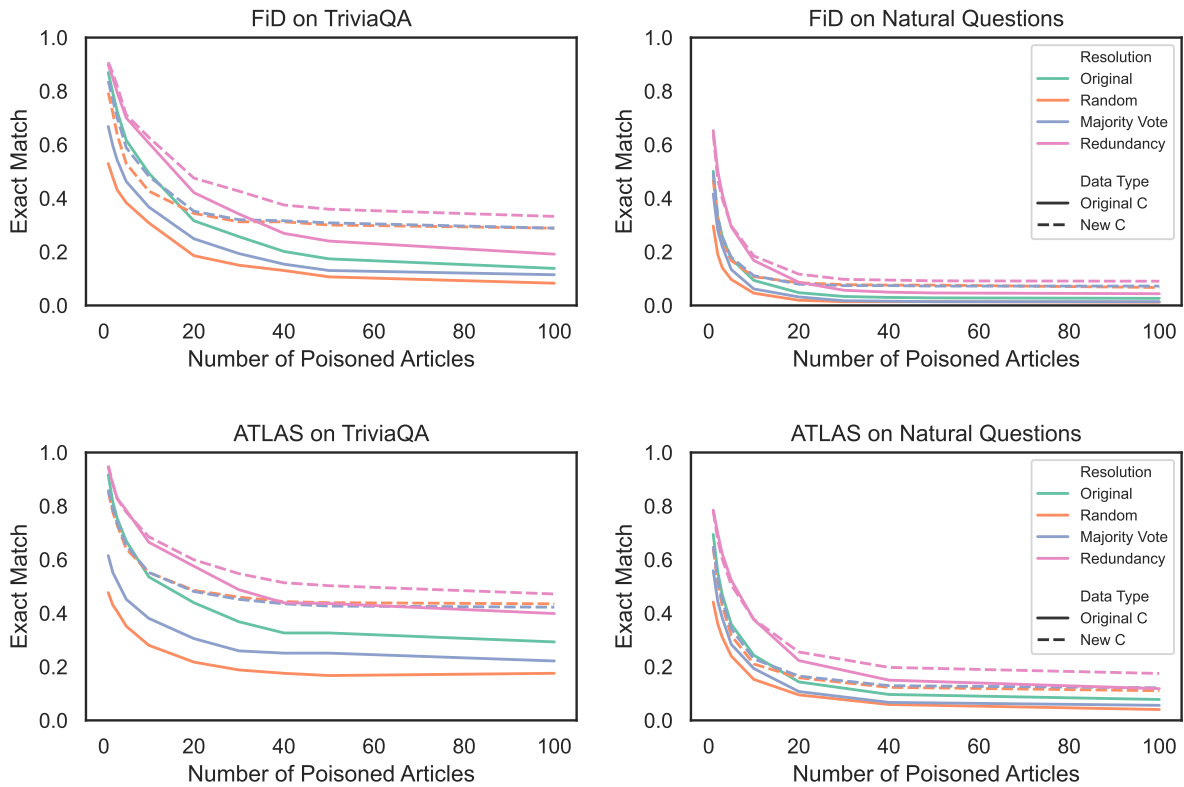 FiD on TriviaQA
Exact Match
1.0
0.8
0.6
0.4
0.2
0.0
0 20 40 60 80 100
Number of Poisoned Articles
FiD on Natural Questions
Exact Match
1.0
0.8
0.6
0.4
0.2
0.0
0 20 40 60 80 100
Number of Poisoned Articles
Resolution
Original
Random
Majority Vote
Redundancy
Data Type
Original C
New C
ATLAS on TriviaQA
Exact Match
1.0
0.8
0.6
0.4
0.2
0.0
0 20 40 60 80 100
Number of Poisoned Articles
ATLAS on Natural Questions
Exact Match
1.0
0.8
0.6
0.4
0.2
0.0
0 20 40 60 80 100
Number of Poisoned Articles
Resolution
Original
Random
Majority Vote
Redundancy
Data Type
Original C
New C